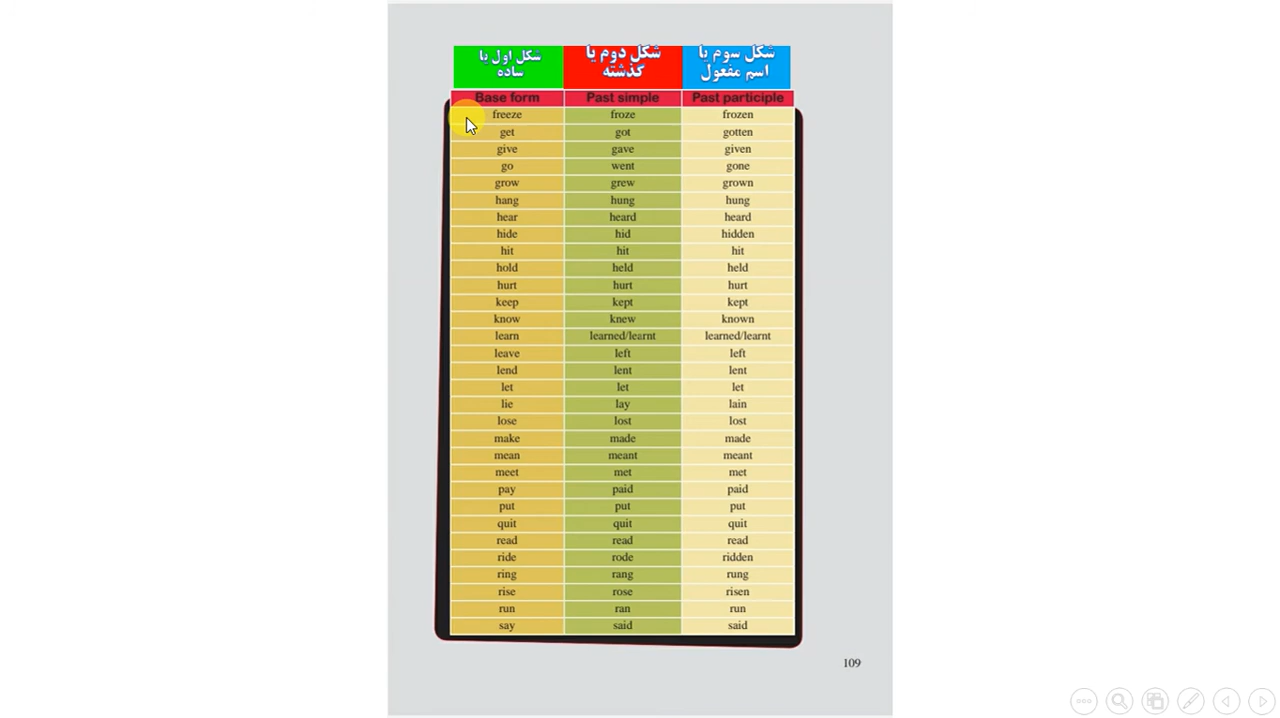 شکل اول یا
ساده
شکل دوم یا
گذشته
شکل سوم یا
اسم مفعول
Base form Past simple Past participle
freeze froze frozen
get got gotten
give gave given
go went gone
grow grew grown
hang hung hung
hear heard heard
hide hid hidden
hit hit hit
hold held held
hurt hurt hurt
keep kept kept
know knew known
learn learned/learnt learned/learnt
leave left left
lend lent lent
let let let
lie lay lain
lose lost lost
make made made
mean meant meant
meet met met
pay paid paid
put put put
quit quit quit
read read read
ride rode ridden
ring rang rung
rise rose risen
run ran run
say said said
109